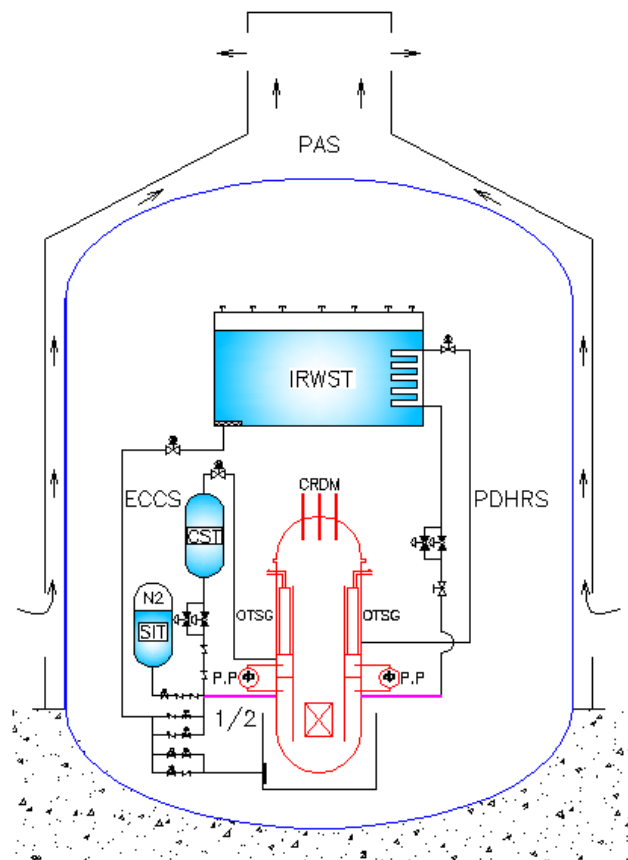 PAS
IRWST
CRDM
ECCS
PDHRS
CST
N2
SIT
OTSG
OTSG
P.P
P.P
1/2